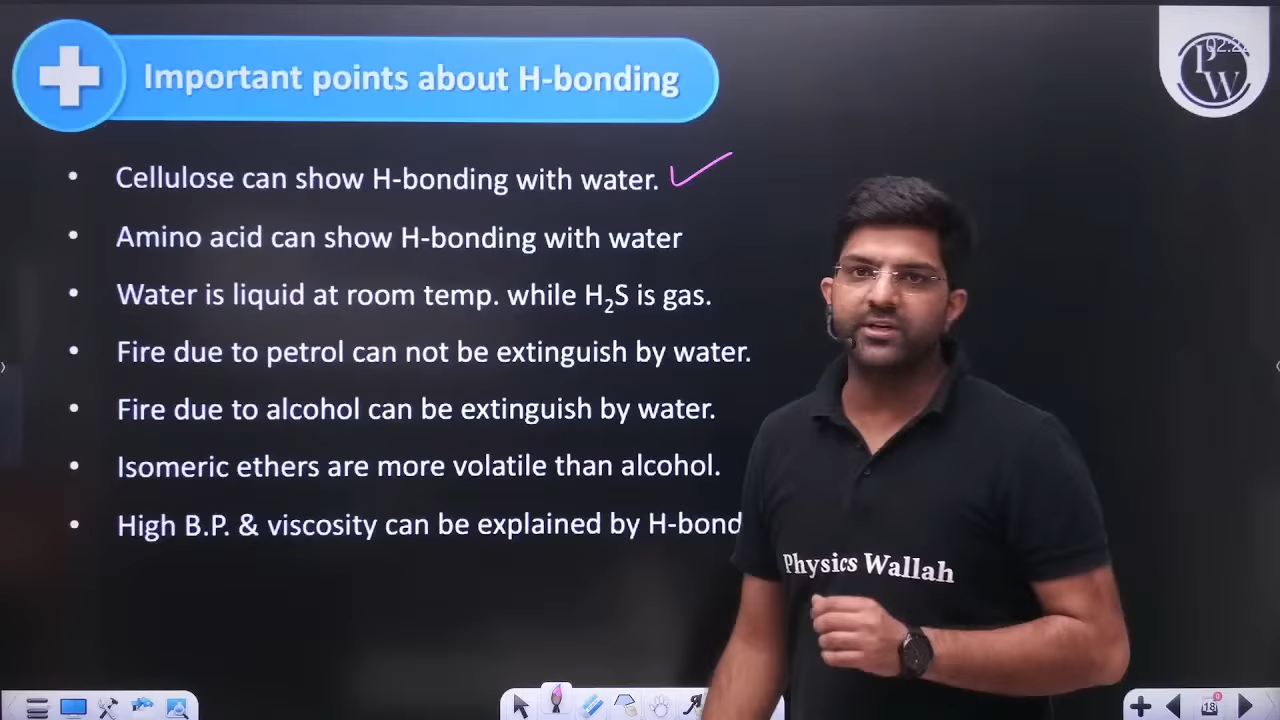 Important points about H-bonding
PW
• Cellulose can show H-bonding with water.
• Amino acid can show H-bonding with water
• Water is liquid at room temp. while H₂S is gas.
• Fire due to petrol can not be extinguish by water.
• Fire due to alcohol can be extinguish by water.
• Isomeric ethers are more volatile than alcohol.
• High B.P. & viscosity can be explained by H-bond
Physics Wallah
18